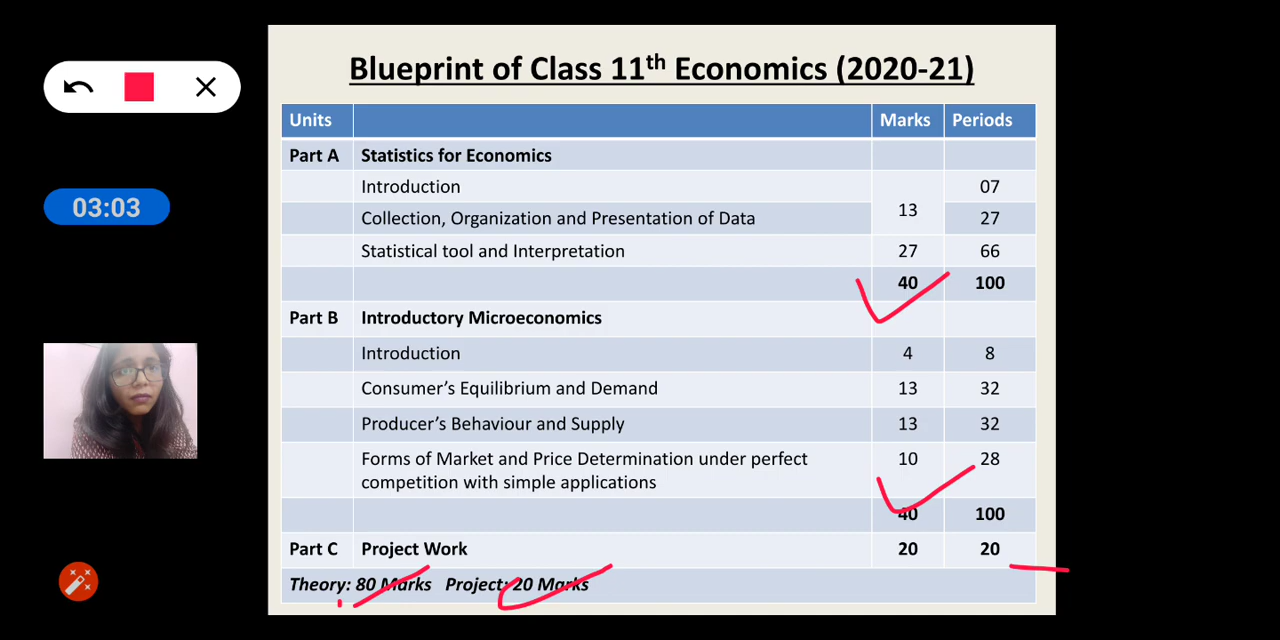 Blueprint of Class 11th Economics (2020-21)
Units Marks Periods
Part A Statistics for Economics
Introduction 07
13
Collection, Organization and Presentation of Data 27
Statistical tool and Interpretation 27 66
40 100
Part B Introductory Microeconomics
Introduction 4 8
Consumer’s Equilibrium and Demand 13 32
Producer’s Behaviour and Supply 13 32
Forms of Market and Price Determination under perfect 10 28
competition with simple applications
40 100
Part C Project Work 20 20
Theory: 80 Marks Project: 20 Marks
03:03